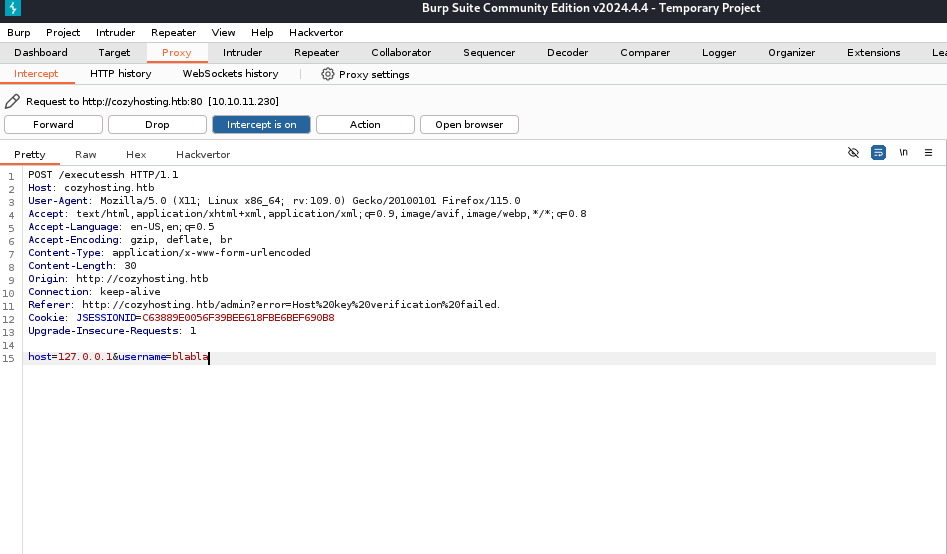 Burp Suite Community Edition v2024.4.4 - Temporary Project
Burp Project Intruder Repeater View Help Hackvertor
Dashboard Target Proxy Intruder Repeater Collaborator Sequencer Decoder Comparer Logger Organizer Extensions Lea
Intercept HTTP history WebSockets history Proxy settings
Request to http://cozyhosting.htb:80 [10.10.11.230]
Forward Drop Intercept is on Action Open browser
Pretty Raw Hex Hackvertor \n
1 POST /executessh HTTP/1.1
2 Host: cozyhosting.htb
3 User-Agent: Mozilla/5.0 (X11; Linux x86_64; rv:109.0) Gecko/20100101 Firefox/115.0
4 Accept: text/html,application/xhtml+xml,application/xml;q=0.9,image/avif,image/webp,*/*;q=0.8
5 Accept-Language: en-US,en;q=0.5
6 Accept-Encoding: gzip, deflate, br
7 Content-Type: application/x-www-form-urlencoded
8 Content-Length: 30
9 Origin: http://cozyhosting.htb
10 Connection: keep-alive
11 Referer: http://cozyhosting.htb/admin?error=Host%20key%20verification%20failed.
12 Cookie: JSESSIONID=C63889E0056F39BEE618FBE6BEF690B8
13 Upgrade-Insecure-Requests: 1
14
15 host=127.0.0.1&username=blabla